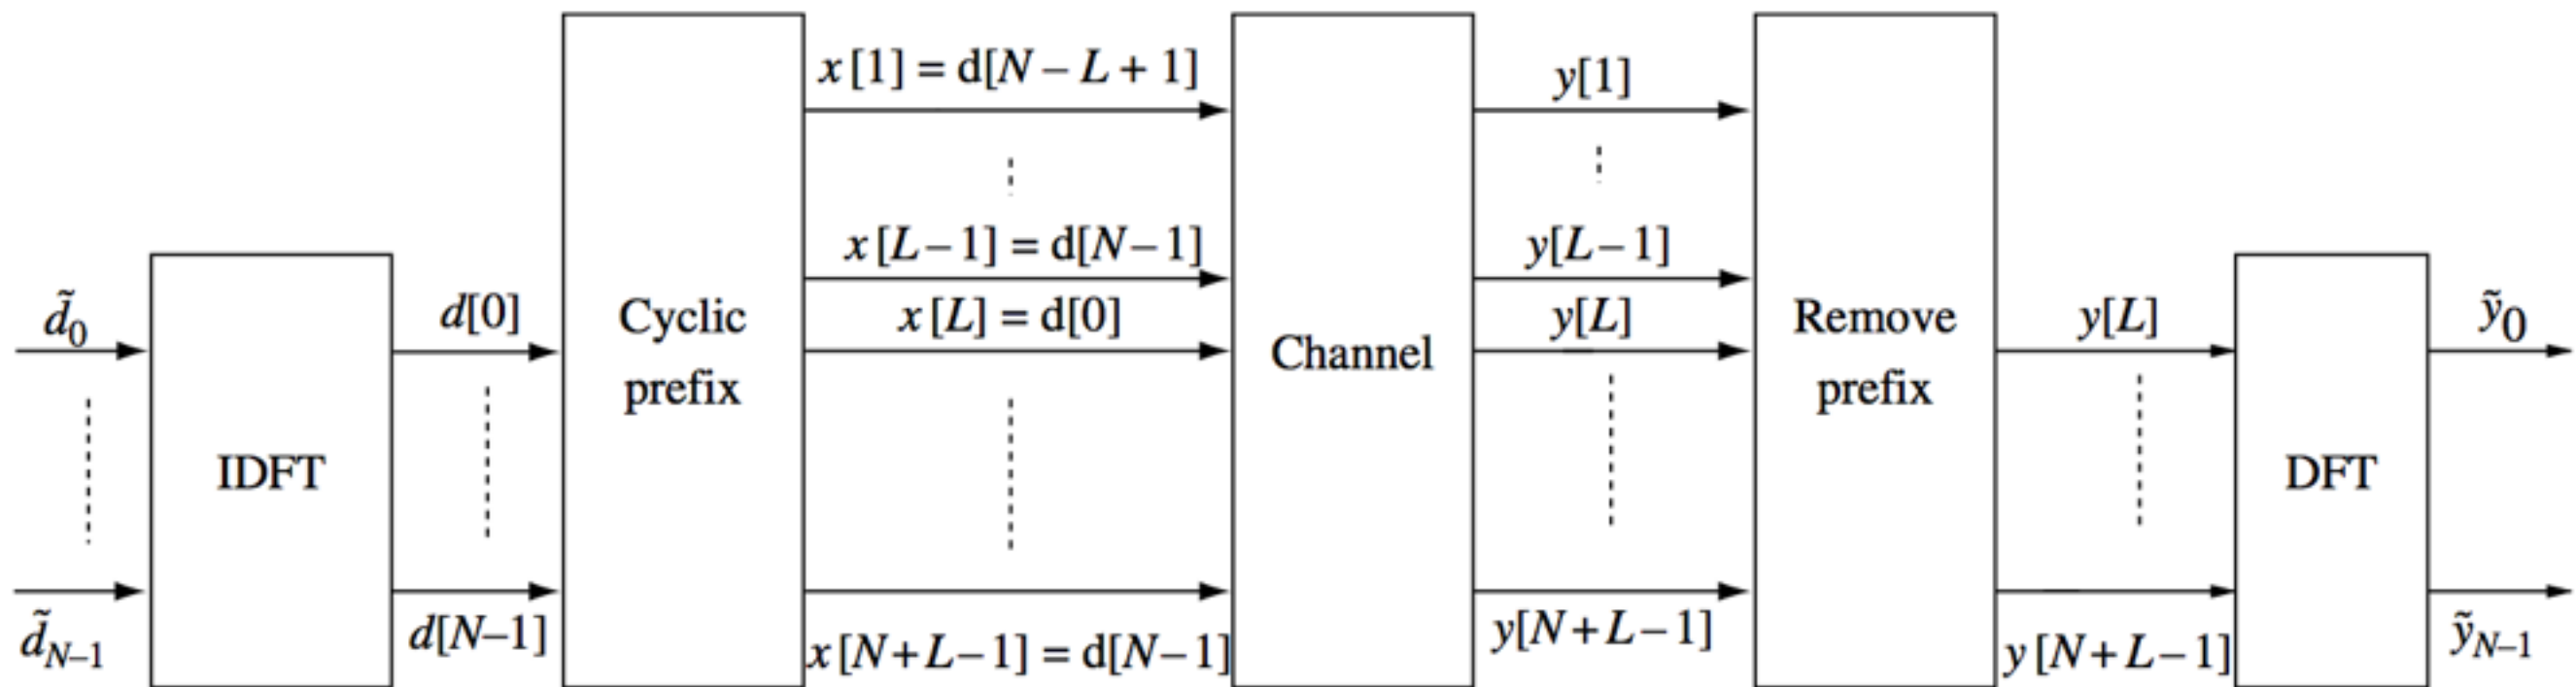 x[1] = d[N – L + 1]
y[1]
x[L–1] = d[N–1]
y[L–1]
d̃0
d[0]
Cyclic
prefix
x[L] = d[0]
Channel
y[L]
Remove
prefix
y[L]
ỹ0
IDFT
DFT
d̃N–1
d[N–1]
x[N+L–1] = d[N–1]
y[N+L–1]
y[N+L–1]
ỹN–1